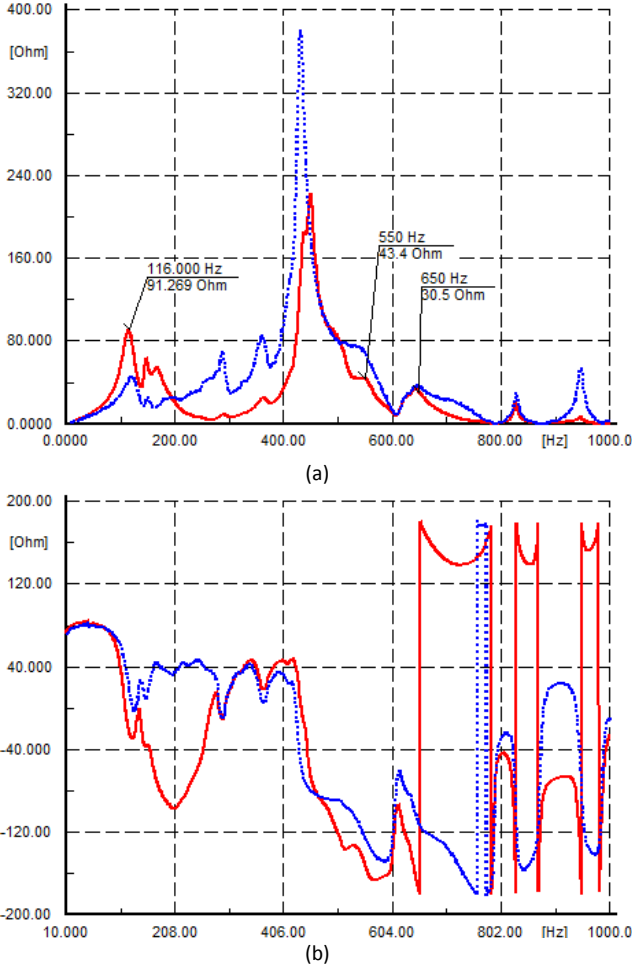 400.00
[Ohm]
320.00
240.00
160.00
80.000
0.0000
116.000 Hz
91.269 Ohm
550 Hz
43.4 Ohm
650 Hz
30.5 Ohm
0.0000 200.00 400.00 600.00 800.00 [Hz] 1000.0
(a)
200.00
[Ohm]
120.00
40.000
-40.000
-120.00
-200.00
10.000 208.00 406.00 604.00 802.00 [Hz] 1000.0
(b)